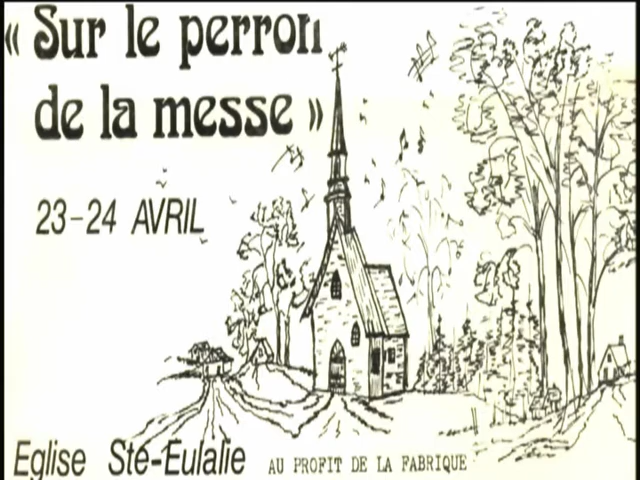 « Sur le perron
de la messe »
23-24 AVRIL
Eglise Ste-Eulalie
AU PROFIT DE LA FABRIQUE